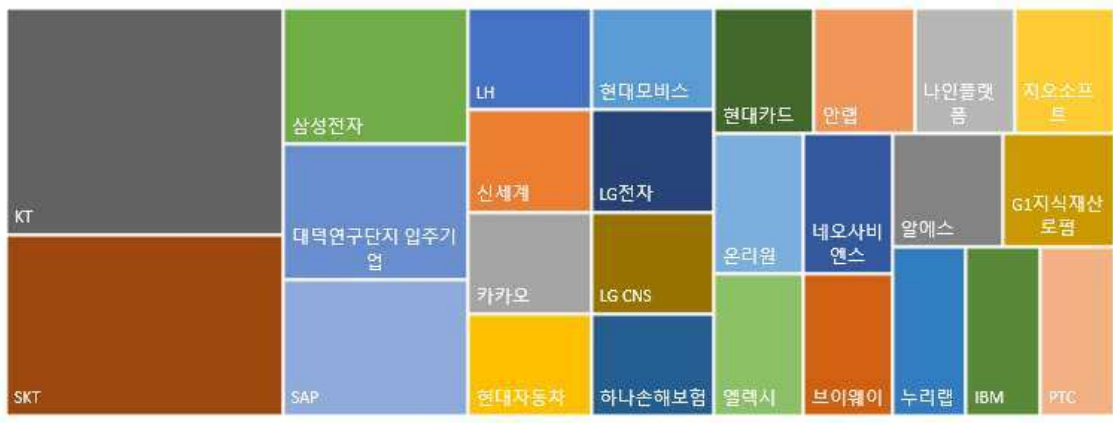 KT
SKT
삼성전자
대덕연구단지 입주기
업
SAP
LH
신세계
카카오
현대자동차
현대모비스
LG전자
LG CNS
하나손해보험
현대카드
안랩
나인플랫
폼
지오소프
트
온리원
네오사비
엔스
알에스
G1지식재산
로펌
엘렉시
브이웨이
누리랩
IBM
PTC